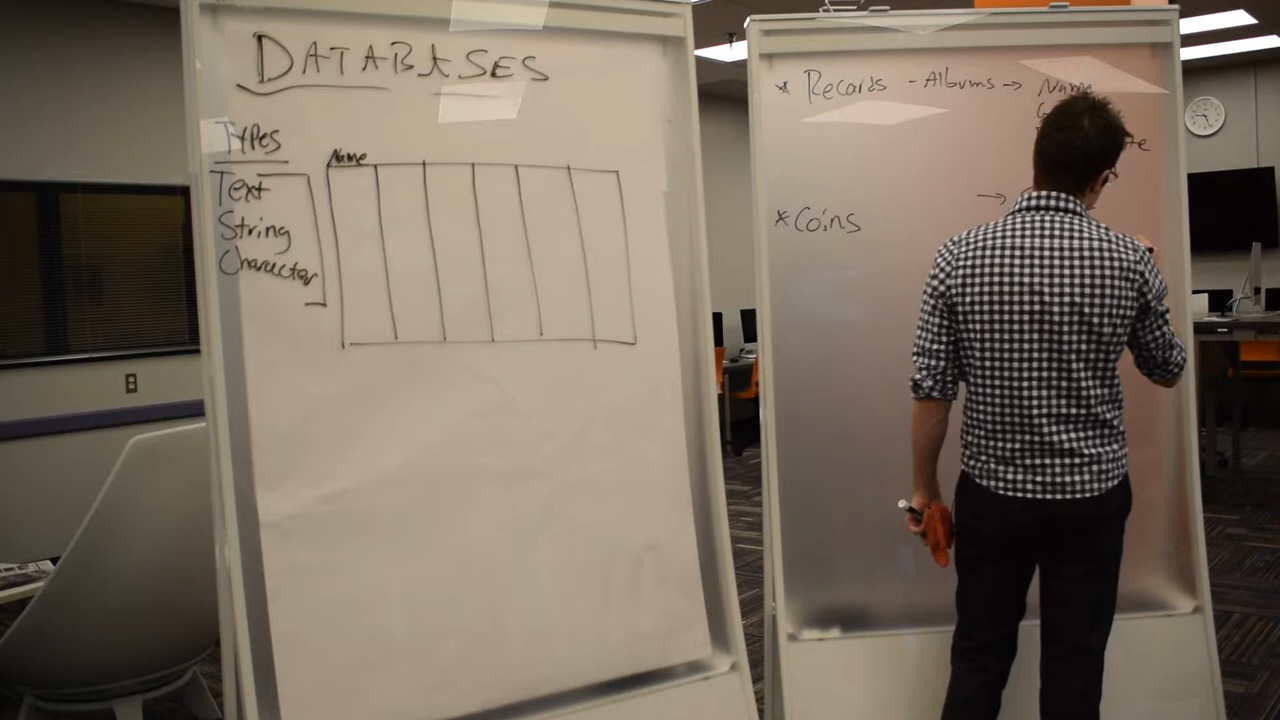 DATABASES
Types
Name
Text
String
Character
* Records - Albums → Name
→
* Coins